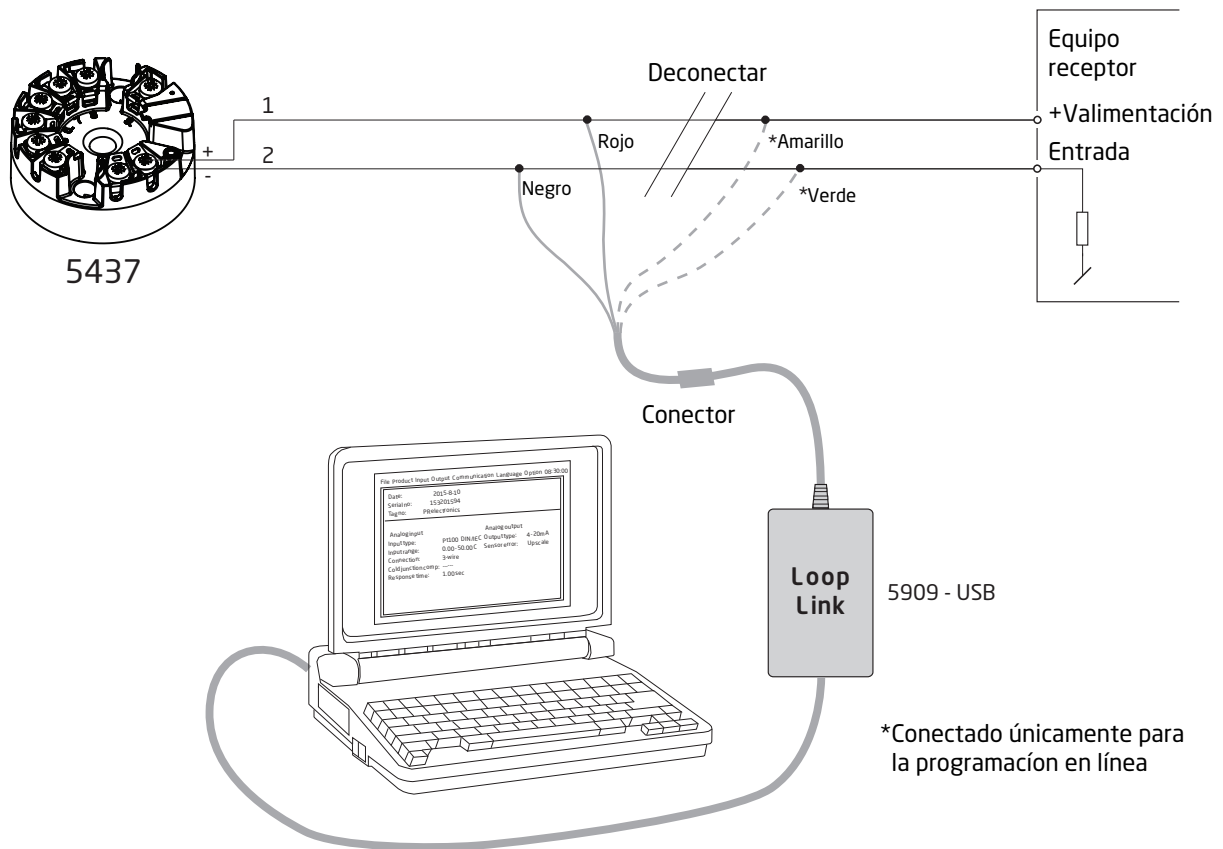 Equipo
receptor
Deconectar
1
+Valimentación
Rojo
*Amarillo
+
2
Entrada
-
Negro
*Verde
5437
Conector
File Product Input Output Communication Language Option 08:30:00
Date: 2015-8-10
Serial no: 153201594
Tag no: PRelectronics
Analog input Analog output
Input type: Pt100 DIN/IEC Output type: 4-20mA
Input range: 0.00-50.00 C Sensor error: Upscale
Connection: 3-wire
Cold junction comp: -----
Response time: 1.00 sec
Loop
Link
5909 - USB
*Conectado únicamente para
la programacíon en línea